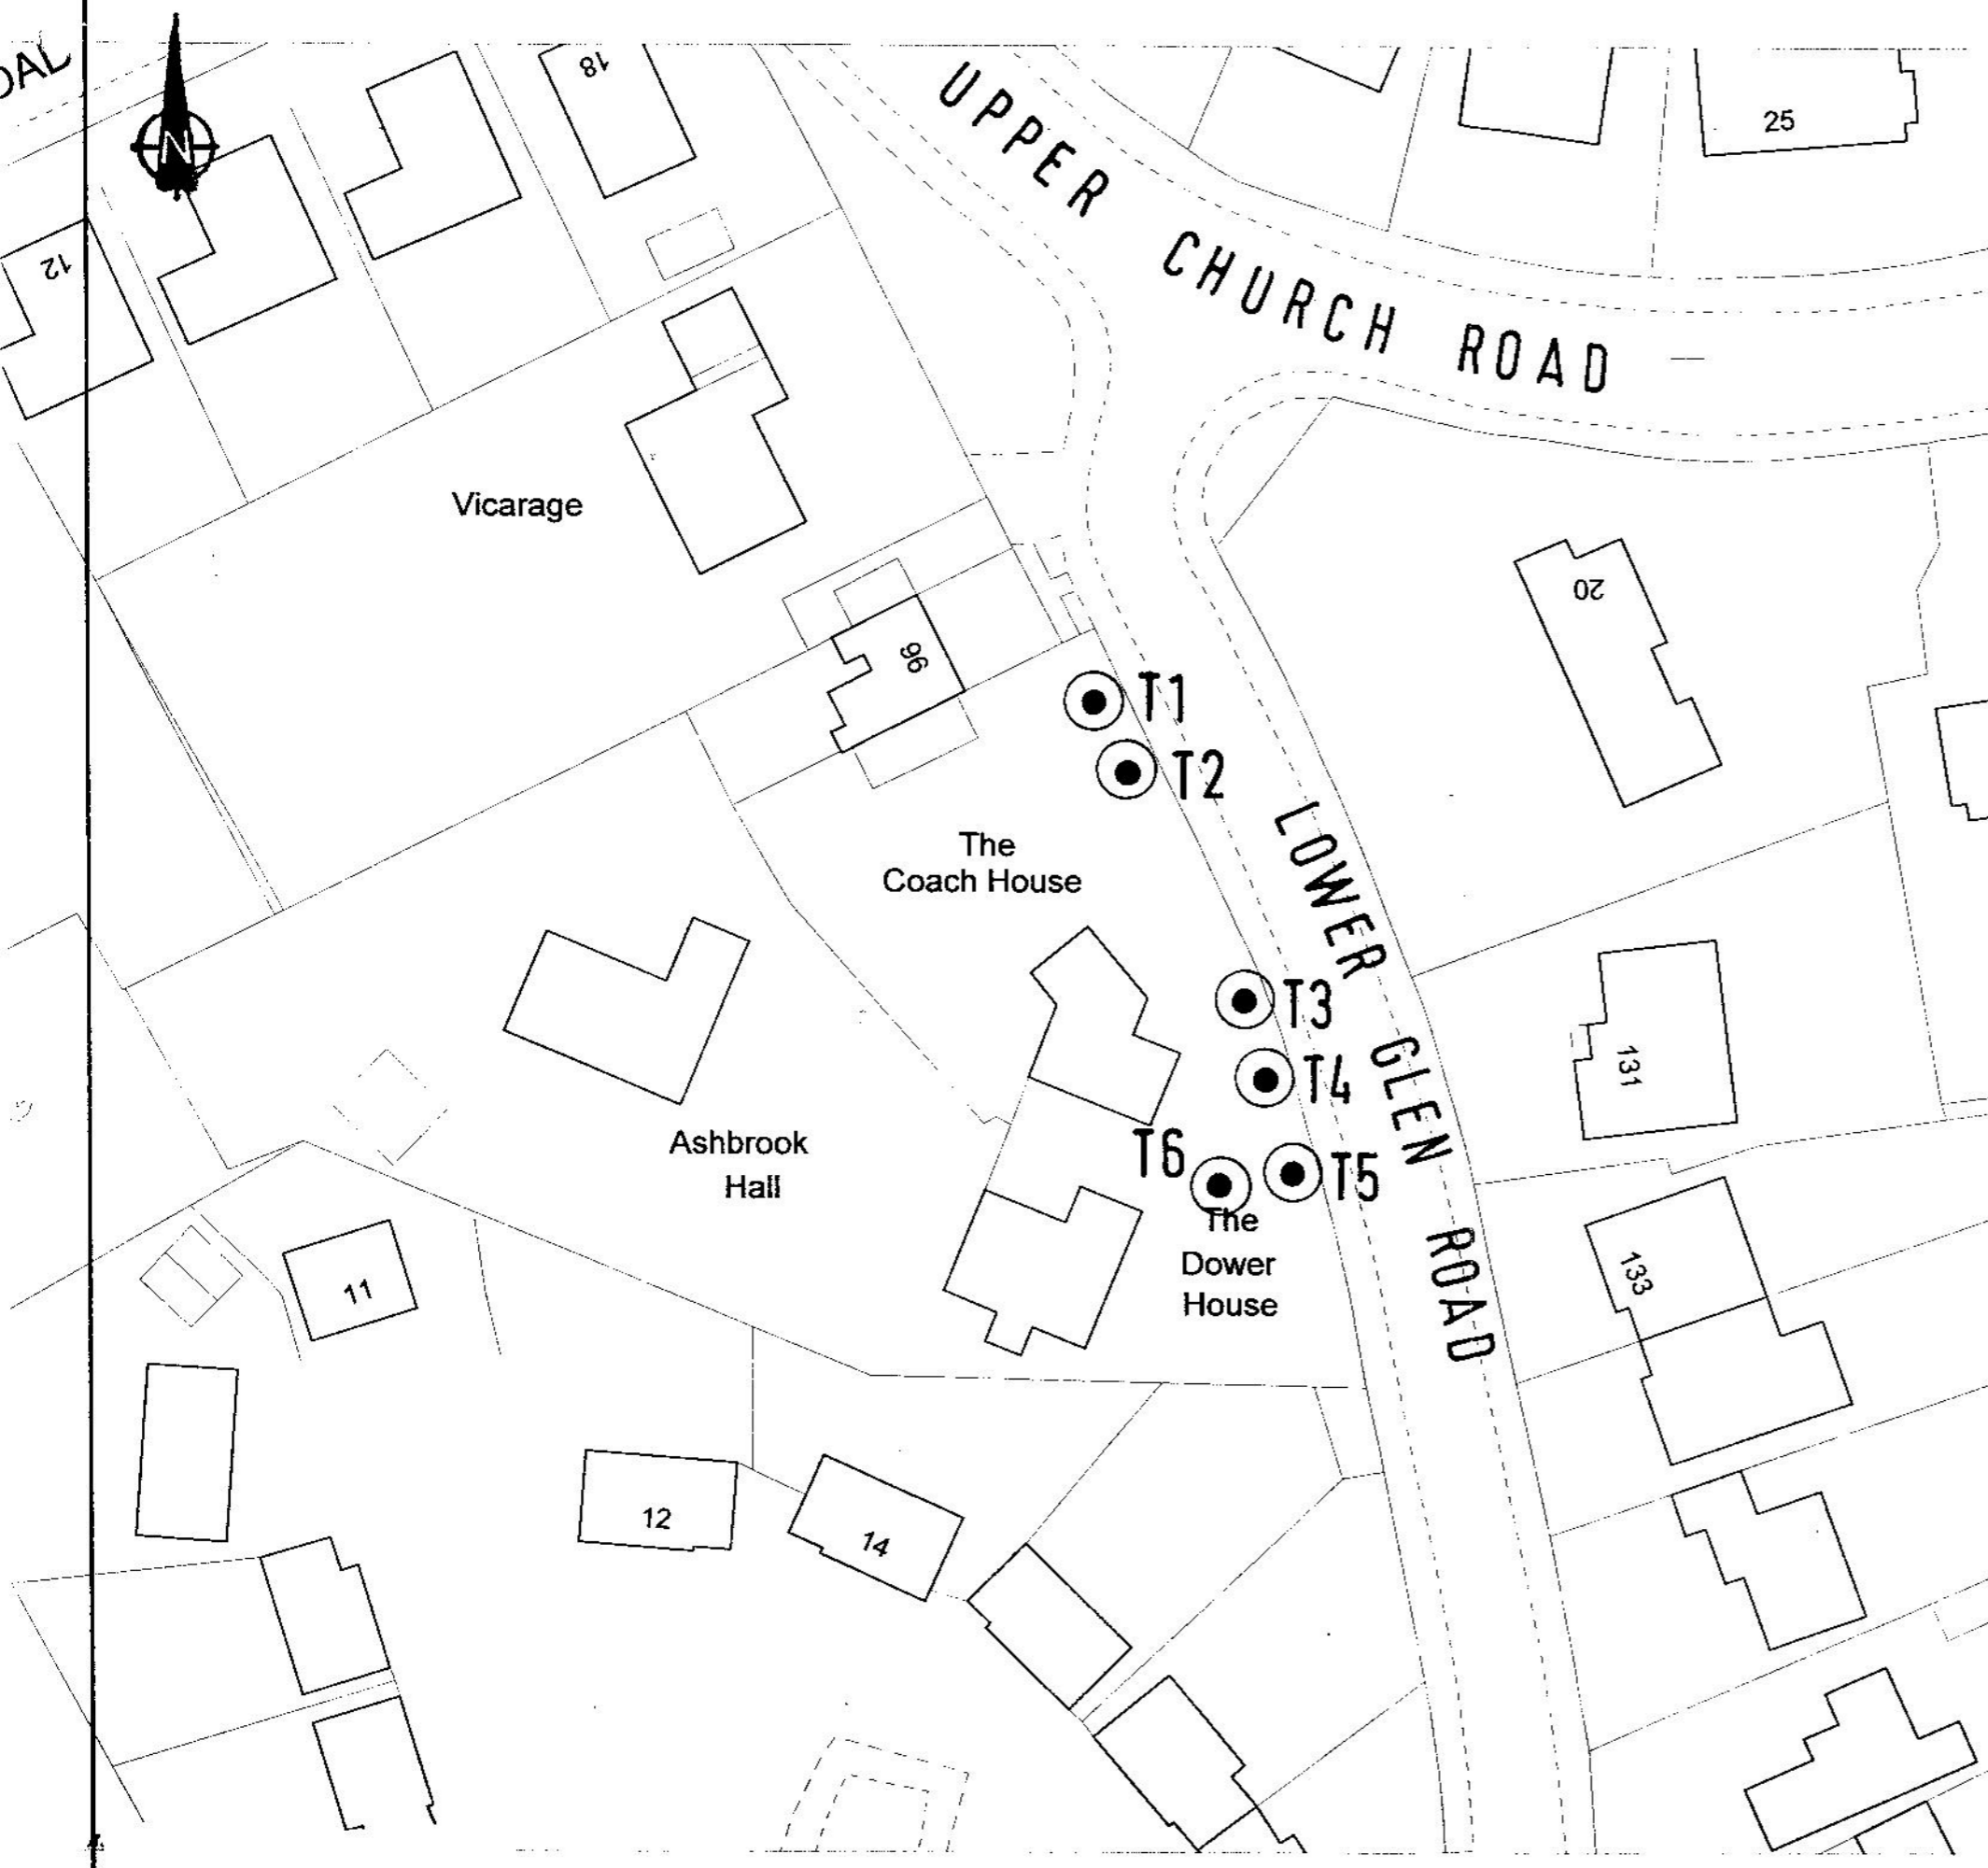 DAL
N
18
25
12
UPPER CHURCH ROAD
Vicarage
20
96
T1
T2
The
Coach House
LOWER GLEN ROAD
T3
T4
131
Ashbrook
Hall
T6
T5
The
Dower
House
133
11
12
14